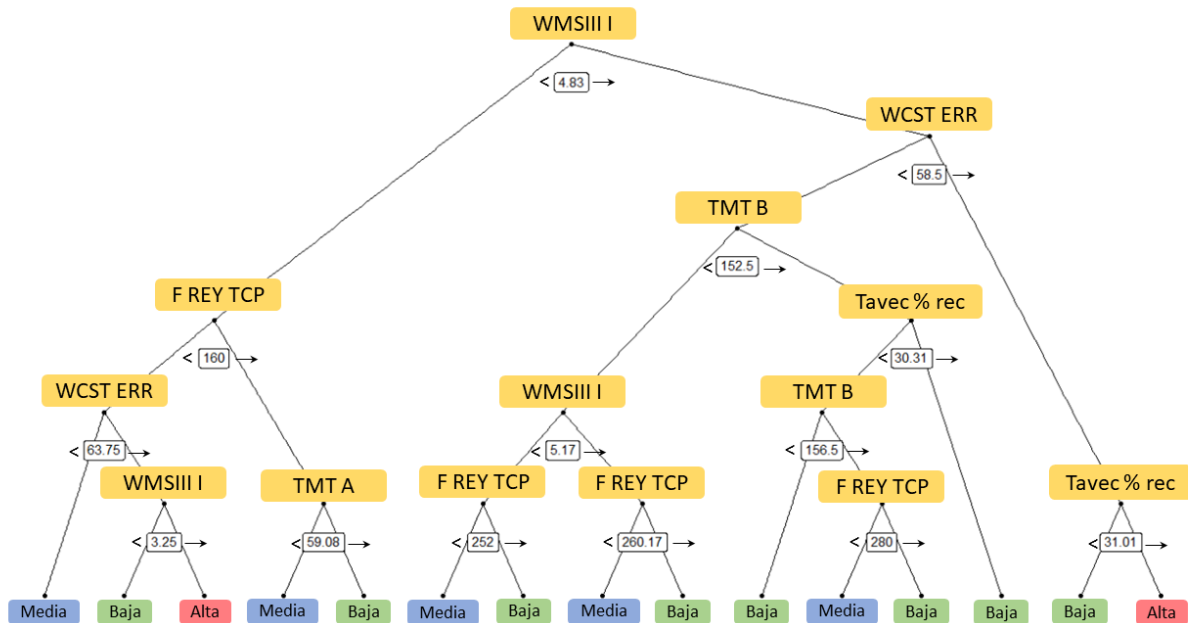 WMSIII I
< 4.83 →
WCST ERR
< 58.5 →
TMT B
< 152.5 →
F REY TCP
Tavec % rec
< 160 →
< 30.31 →
WCST ERR
WMSIII I
TMT B
< 63.75 →
< 5.17 →
< 156.5 →
WMSIII I
TMT A
F REY TCP
F REY TCP
F REY TCP
Tavec % rec
< 3.25 →
< 59.08 →
< 252 →
< 260.17 →
< 280 →
< 31.01 →
Media
Baja
Alta
Media
Baja
Media
Baja
Media
Baja
Baja
Media
Baja
Baja
Baja
Alta